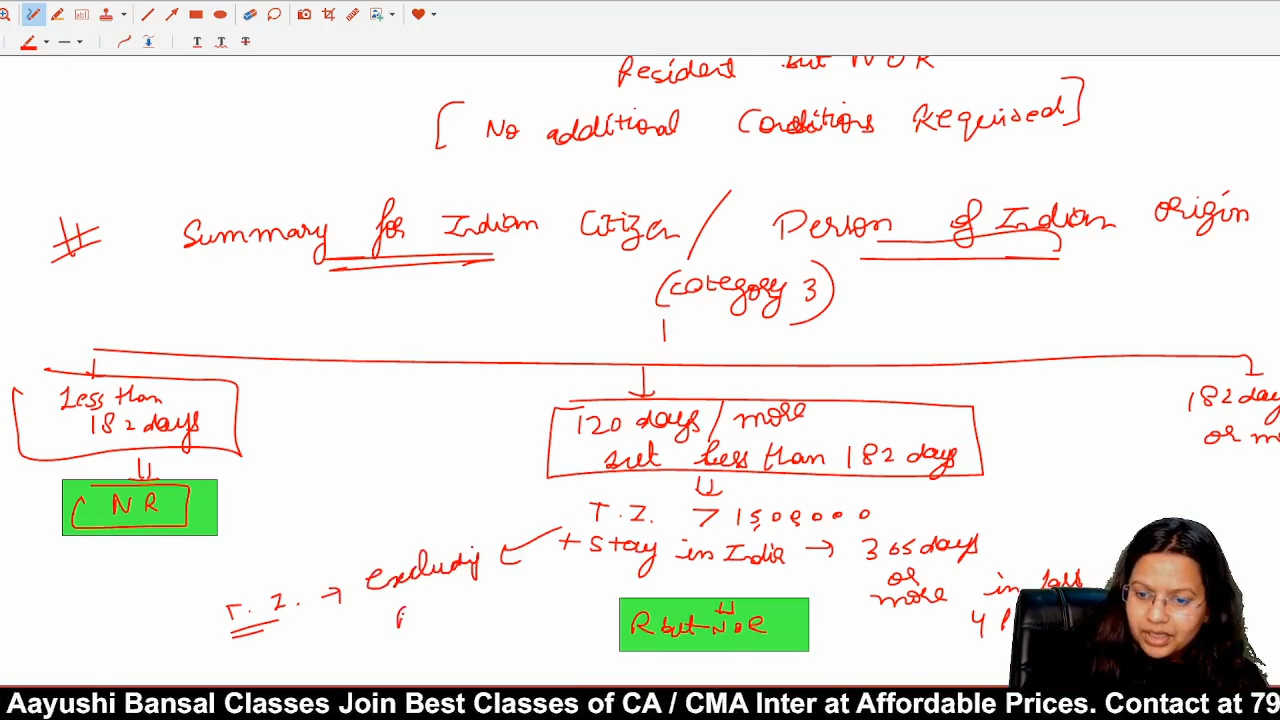 Resident but NOR
[No additional Conditions Required]
# Summary for Indian Citizen / Person of Indian origin
(category 3)
Less than
182 days
NR
120 days / more
but less than 182 days
T.I. > 1500000
+ Stay in India → 365 days
or
more in last
4 P
R but NOR
T.I. → excluding
182 day
or m
Aayushi Bansal Classes Join Best Classes of CA / CMA Inter at Affordable Prices. Contact at 79